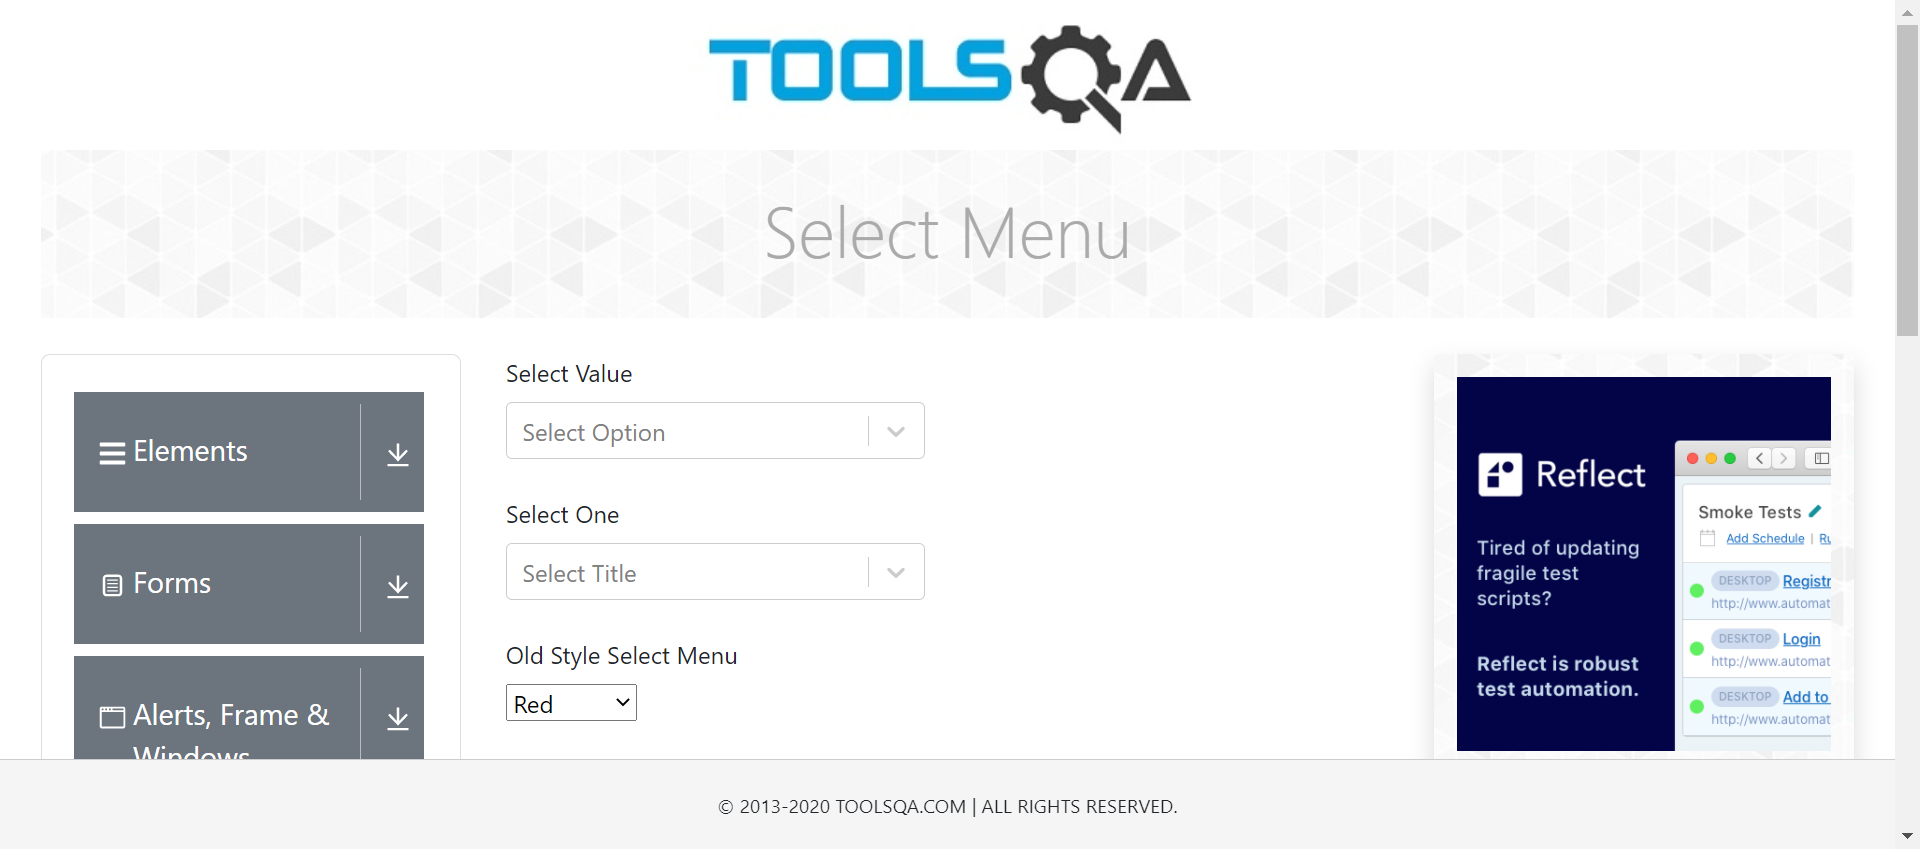 TOOLSQA
Select Menu
Elements
Forms
Alerts, Frame &
Windows
Select Value
Select Option
Select One
Select Title
Old Style Select Menu
Red
Reflect
Tired of updating
fragile test
scripts?
Reflect is robust
test automation.
Smoke Tests
Add Schedule | Ru
DESKTOP Registr
http://www.automat
DESKTOP Login
http://www.automat
DESKTOP Add to
http://www.automat
© 2013-2020 TOOLSQA.COM | ALL RIGHTS RESERVED.